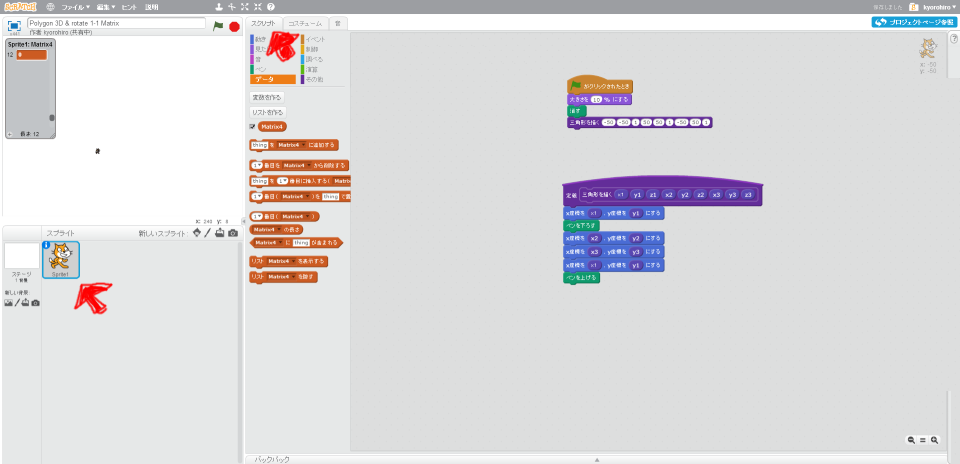 SCRATCH ファイル▼ 編集▼ ヒント 説明 kyorohiro ▼
Polygon 3D & rotate 1-1 Matrix
作者 kyorohiro (共有中)
プロジェクトページ参照
スクリプト コスチューム 音
Sprite1: Matrix4
12 0
長さ: 12
動き イベント
見た 制御
音 調べる
ペン 演算
データ その他
変数を作る
リストを作る
Matrix4
thing を Matrix4 に追加する
1 番目を Matrix4 から削除する
thing を 1 番目に挿入する( Matrix
1 番目( Matrix4 )を thing で置
1 番目( Matrix4 )
Matrix4 の長さ
Matrix4 に thing が含まれる
リスト Matrix4 を表示する
リスト Matrix4 を隠す
x: -50
y: -50
がクリックされたとき
大きさを 10 % にする
消す
三角形を描く -50 -50 1 50 50 1 -50 50 1
定義 三角形を描く x1 y1 z1 x2 y2 z2 x3 y3 z3
x座標を x1 、y座標を y1 にする
ペンを下ろす
x座標を x2 、y座標を y2 にする
x座標を x3 、y座標を y3 にする
x座標を x1 、y座標を y1 にする
ペンを上げる
x: 240 y: 0
スプライト 新しいスプライト:
ステージ
1 背景
新しい背景:
Sprite1
バックパック